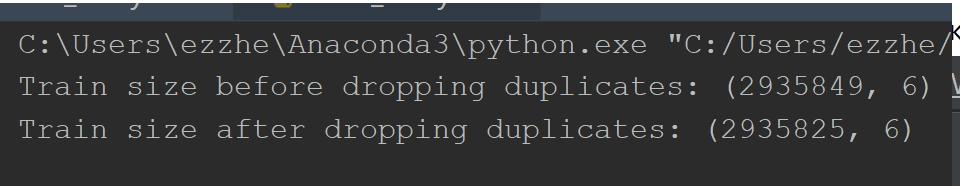 C:\Users\ezzhe\Anaconda3\python.exe "C:/Users/ezzhe/
Train size before dropping duplicates: (2935849, 6)
Train size after dropping duplicates: (2935825, 6)